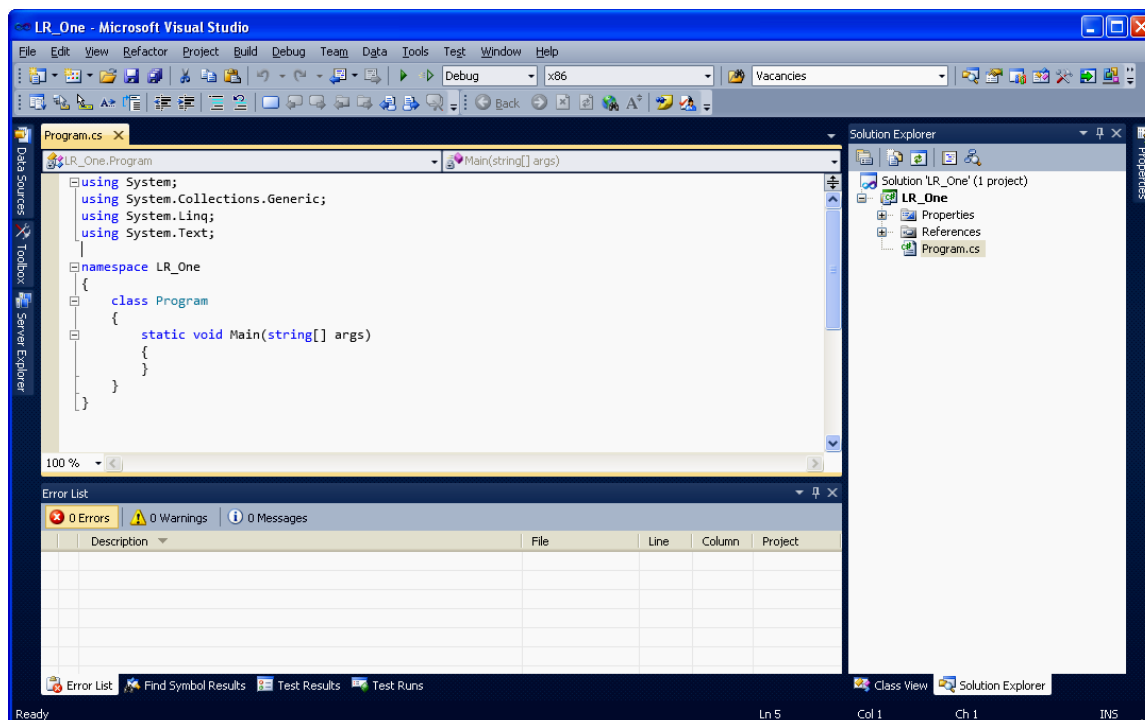 LR_One - Microsoft Visual Studio
File Edit View Refactor Project Build Debug Team Data Tools Test Window Help
Debug x86 Vacancies
Back
Program.cs
LR_One.Program Main(string[] args)
using System;
using System.Collections.Generic;
using System.Linq;
using System.Text;
namespace LR_One
{
class Program
{
static void Main(string[] args)
{
}
}
}
100 %
Data Sources
Toolbox
Server Explorer
Error List
0 Errors 0 Warnings 0 Messages
Description File Line Column Project
Error List Find Symbol Results Test Results Test Runs
Solution Explorer
Solution 'LR_One' (1 project)
LR_One
Properties
References
Program.cs
Class View Solution Explorer
Properties
Ready Ln 5 Col 1 Ch 1 INS